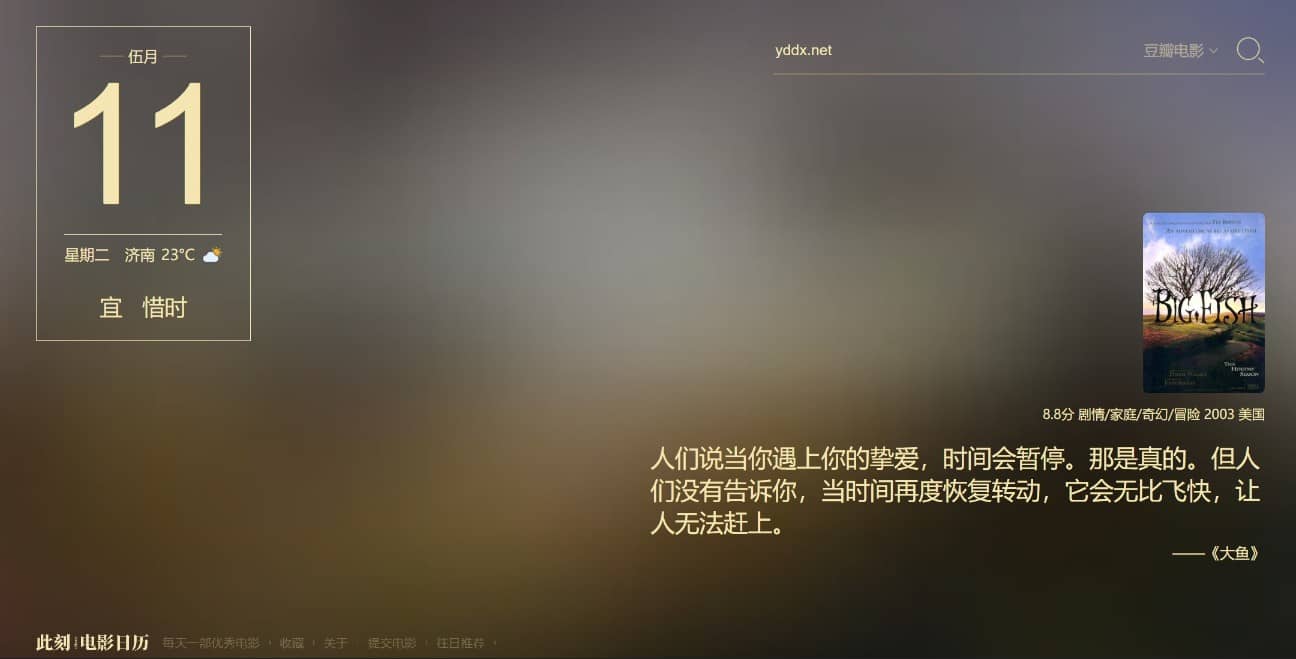 伍月
11
星期二 济南 23°C
宜 惜时
yddx.net
豆瓣电影
BIG FISH
8.8分 剧情/家庭/奇幻/冒险 2003 美国
人们说当你遇上你的挚爱，时间会暂停。那是真的。但人
们没有告诉你，当时间再度恢复转动，它会无比飞快，让
人无法赶上。
——《大鱼》
此刻 电影日历 每天一部优秀电影 收藏 关于 提交电影 往日推荐